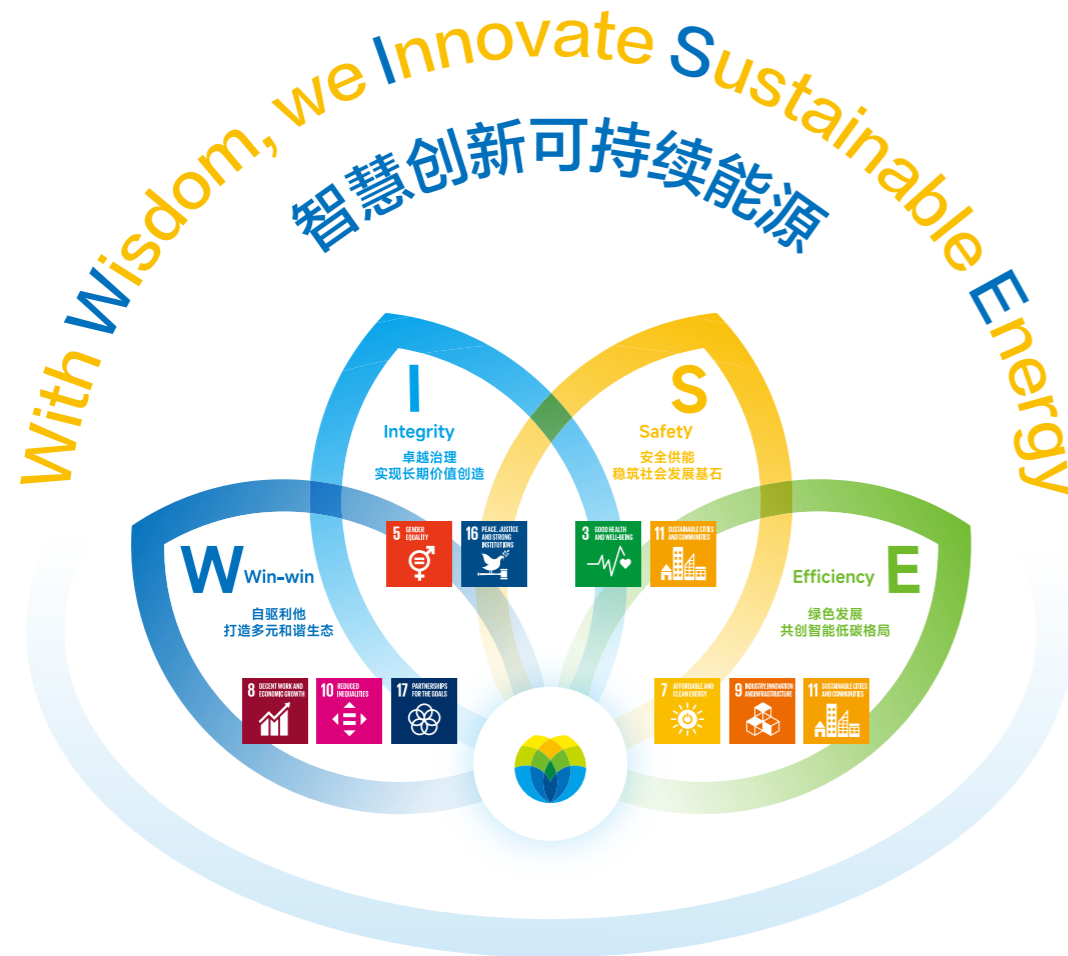 With Wisdom, we Innovate Sustainable Energy
智慧创新可持续能源
I
Integrity
卓越治理
实现长期价值创造
S
Safety
安全供能
稳筑社会发展基石
5 GENDER
EQUALITY
16 PEACE, JUSTICE
AND STRONG
INSTITUTIONS
3 GOOD HEALTH
AND WELL-BEING
11 SUSTAINABLE CITIES
AND COMMUNITIES
W Win-win
自驱利他
打造多元和谐生态
Efficiency E
绿色发展
共创智能低碳格局
8 DECENT WORK AND
ECONOMIC GROWTH
10 REDUCED
INEQUALITIES
17 PARTNERSHIPS
FOR THE GOALS
7 AFFORDABLE AND
CLEAN ENERGY
9 INDUSTRY, INNOVATION
AND INFRASTRUCTURE
11 SUSTAINABLE CITIES
AND COMMUNITIES